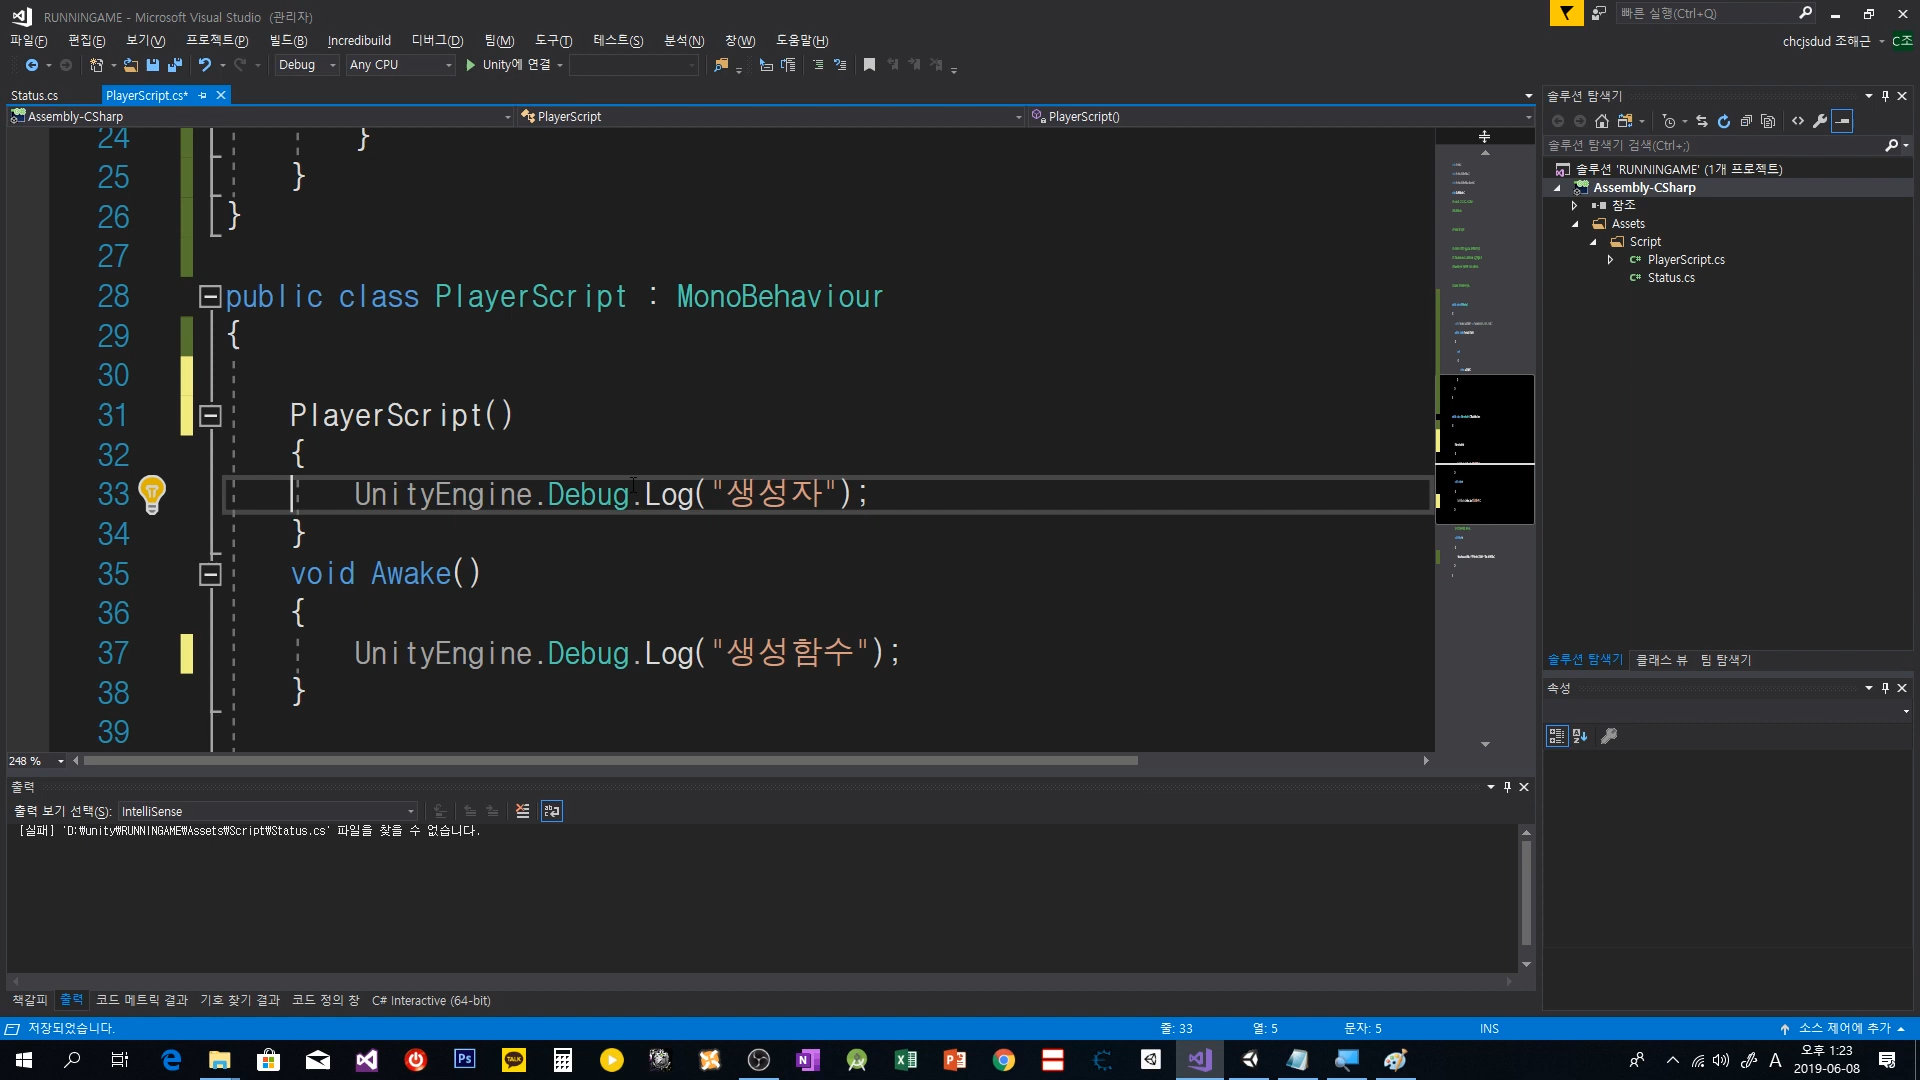 RUNNINGAME - Microsoft Visual Studio (관리자)
빠른 실행(Ctrl+Q)
파일(F) 편집(E) 보기(V) 프로젝트(P) 빌드(B) Incredibuild 디버그(D) 팀(M) 도구(T) 테스트(S) 분석(N) 창(W) 도움말(H)
chcjsdud 조해근 C조
Debug Any CPU Unity에 연결
Status.cs PlayerScript.cs*
Assembly-CSharp PlayerScript PlayerScript()
24 }
25 }
26 }
27
28 public class PlayerScript : MonoBehaviour
29 {
30
31 PlayerScript()
32 {
33 UnityEngine.Debug.Log("생성자");
34 }
35 void Awake()
36 {
37 UnityEngine.Debug.Log("생성함수");
38 }
39
248 %
솔루션 탐색기
솔루션 탐색기 검색(Ctrl+;)
솔루션 'RUNNINGAME' (1개 프로젝트)
Assembly-CSharp
참조
Assets
Script
C# PlayerScript.cs
C# Status.cs
솔루션 탐색기 클래스 뷰 팀 탐색기
속성
출력
출력 보기 선택(S): IntelliSense
[실패] 'D:₩unity₩RUNNINGAME₩Assets₩Script₩Status.cs' 파일을 찾을 수 없습니다.
책갈피 출력 코드 메트릭 결과 기호 찾기 결과 코드 정의 창 C# Interactive (64-bit)
저장되었습니다. 줄: 33 열: 5 문자: 5 INS 소스 제어에 추가
Ps TALK A 오후 1:23
2019-06-08